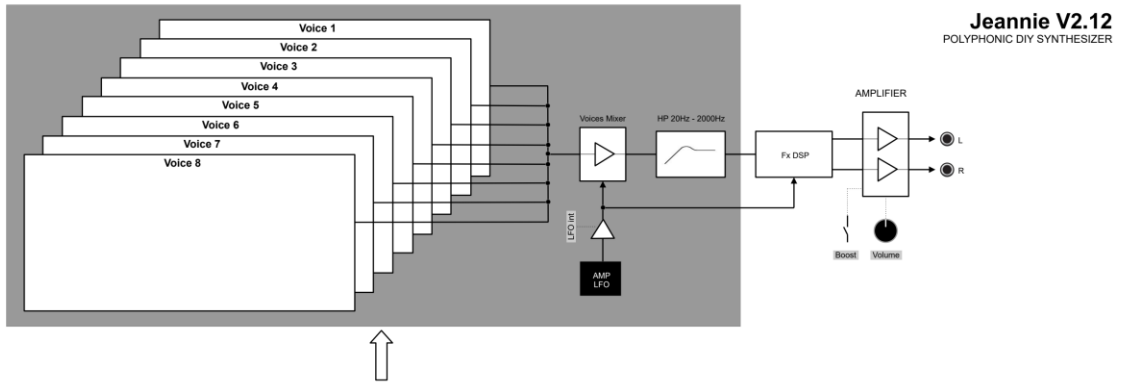 Jeannie V2.12
POLYPHONIC DIY SYNTHESIZER
Voice 1
Voice 2
Voice 3
Voice 4
Voice 5
Voice 6
Voice 7
Voice 8
Voices Mixer
HP 20Hz - 2000Hz
Fx DSP
AMPLIFIER
L
R
LFO int
AMP
LFO
Boost
Volume